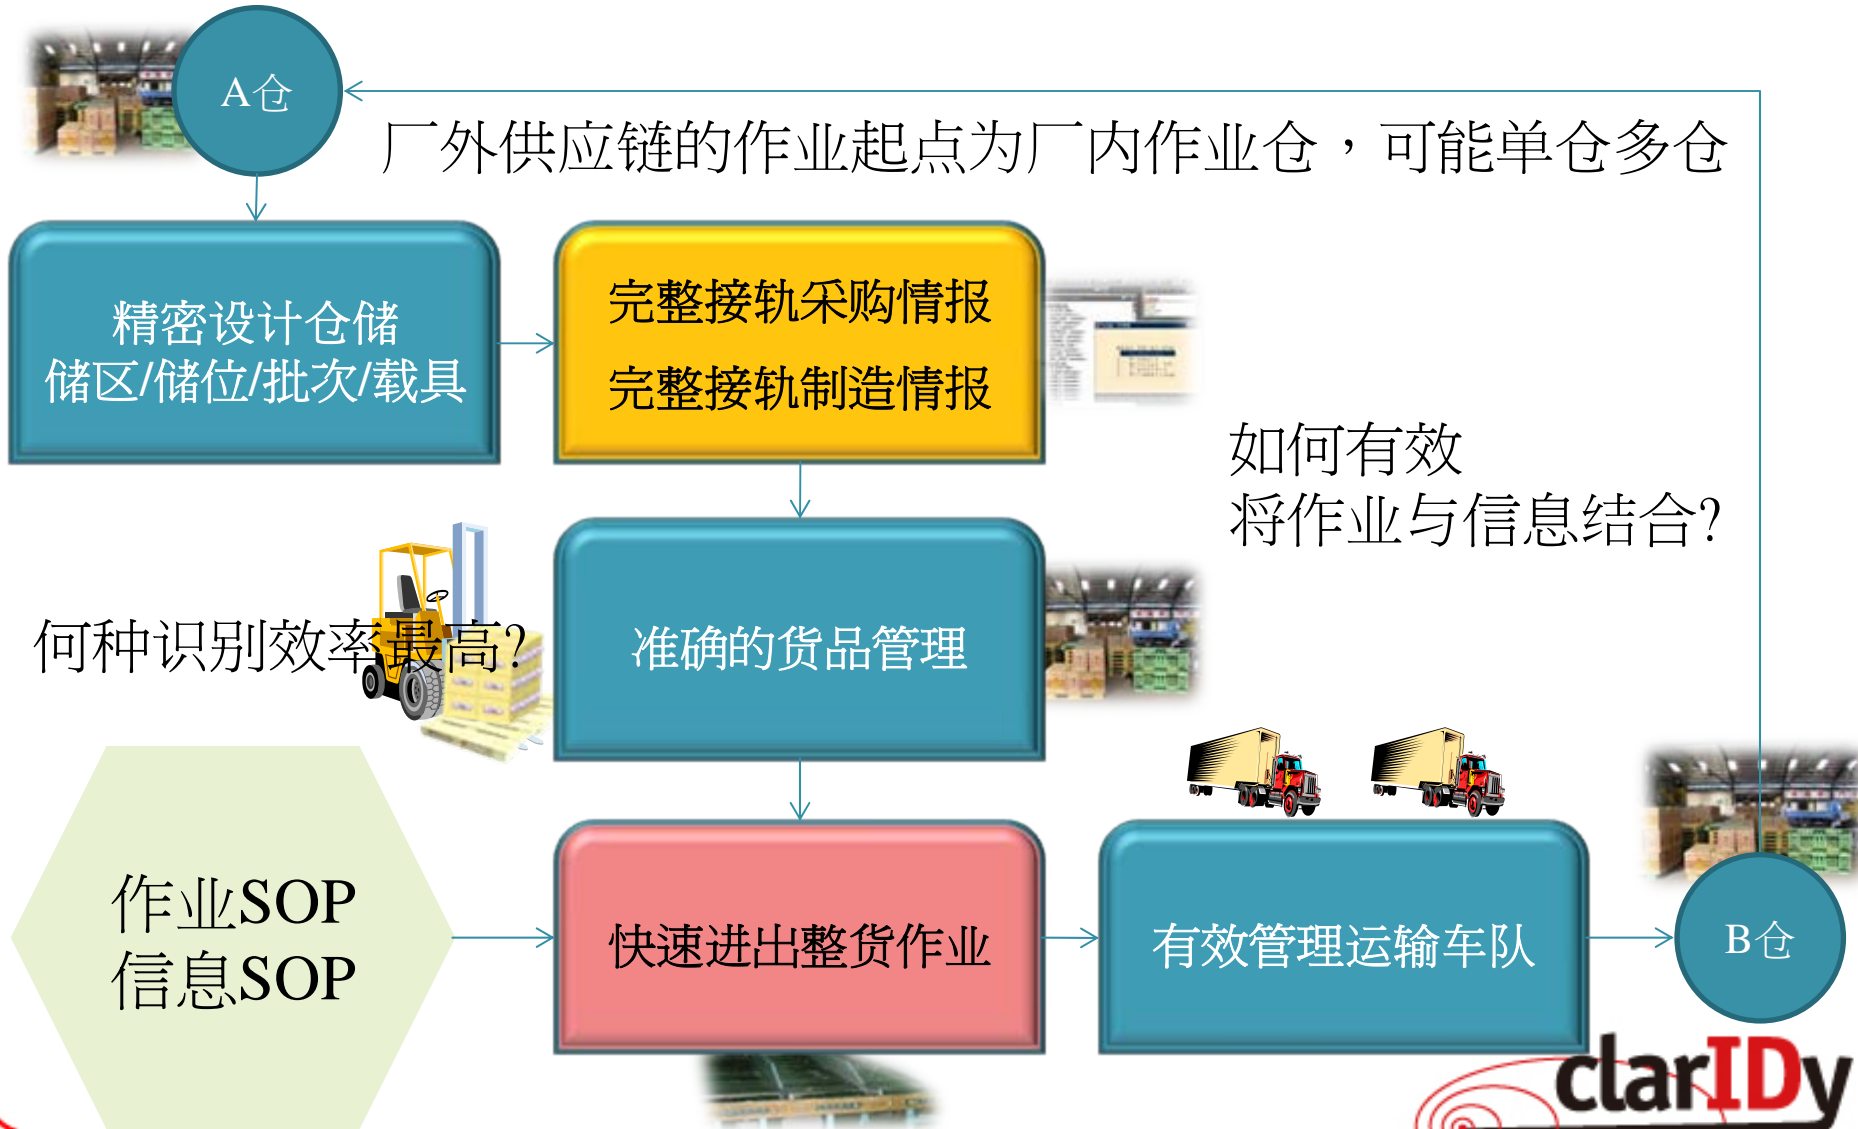 A仓
厂外供应链的作业起点为厂内作业仓，可能单仓多仓
精密设计仓储
储区/储位/批次/载具
完整接轨采购情报
完整接轨制造情报
如何有效
将作业与信息结合?
何种识别效率最高?
准确的货品管理
作业SOP
信息SOP
快速进出整货作业
有效管理运输车队
B仓
clarIDy